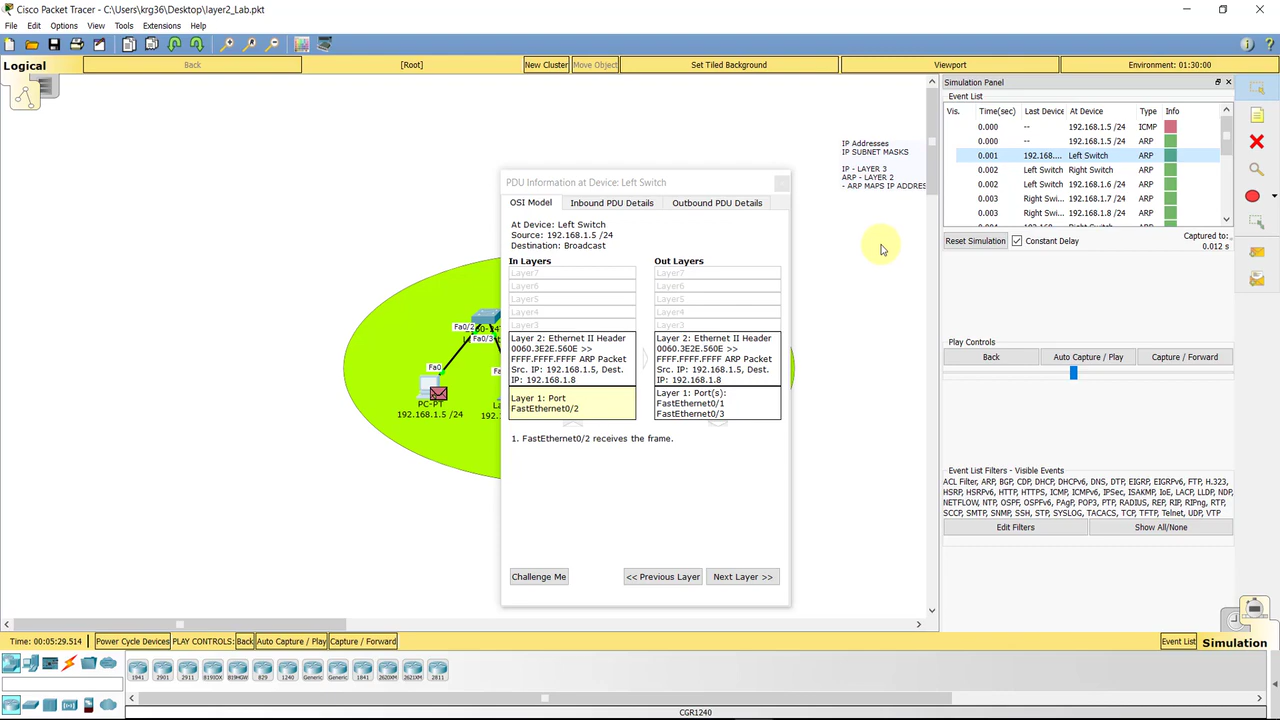 Cisco Packet Tracer - C:\Users\krg36\Desktop\layer2_Lab.pkt
File Edit Options View Tools Extensions Help
Logical Back [Root] New Cluster Move Object Set Tiled Background Viewport Environment: 01:30:00
IP Addresses
IP SUBNET MASKS
IP - LAYER 3
ARP - LAYER 2
- ARP MAPS IP ADDRES
Fa0/2
Fa0/3
Fa0
PC-PT
192.168.1.5 /24
192.
PDU Information at Device: Left Switch
OSI Model Inbound PDU Details Outbound PDU Details
At Device: Left Switch
Source: 192.168.1.5 /24
Destination: Broadcast
In Layers
Layer7
Layer6
Layer5
Layer4
Layer3
Layer 2: Ethernet II Header
0060.3E2E.560E >>
FFFF.FFFF.FFFF ARP Packet
Src. IP: 192.168.1.5, Dest.
IP: 192.168.1.8
Layer 1: Port
FastEthernet0/2
Out Layers
Layer7
Layer6
Layer5
Layer4
Layer3
Layer 2: Ethernet II Header
0060.3E2E.560E >>
FFFF.FFFF.FFFF ARP Packet
Src. IP: 192.168.1.5, Dest.
IP: 192.168.1.8
Layer 1: Port(s):
FastEthernet0/1
FastEthernet0/3
1. FastEthernet0/2 receives the frame.
Challenge Me << Previous Layer Next Layer >>
Simulation Panel
Event List
Vis. Time(sec) Last Device At Device Type Info
0.000 -- 192.168.1.5 /24 ICMP
0.000 -- 192.168.1.5 /24 ARP
0.001 192.168.... Left Switch ARP
0.002 Left Switch Right Switch ARP
0.002 Left Switch 192.168.1.6 /24 ARP
0.003 Right Swi... 192.168.1.7 /24 ARP
0.003 Right Swi... 192.168.1.8 /24 ARP
Reset Simulation Constant Delay Captured to:
0.012 s
Play Controls
Back Auto Capture / Play Capture / Forward
Event List Filters - Visible Events
ACL Filter, ARP, BGP, CDP, DHCP, DHCPv6, DNS, DTP, EIGRP, EIGRPv6, FTP, H.323,
HSRP, HSRPv6, HTTP, HTTPS, ICMP, ICMPv6, IPSec, ISAKMP, IoE, LACP, LLDP, NDP,
NETFLOW, NTP, OSPF, OSPFv6, PAgP, POP3, PTP, RADIUS, REP, RIP, RIPng, RTP,
SCCP, SMTP, SNMP, SSH, STP, SYSLOG, TACACS, TCP, TFTP, Telnet, UDP, VTP
Edit Filters Show All/None
Time: 00:05:29.514 Power Cycle Devices PLAY CONTROLS: Back Auto Capture / Play Capture / Forward Event List Simulation
1941 2901 2911 819IOX 819HGW 829 1240 Generic Generic 1841 2620XM 2621XM 2811
CGR1240